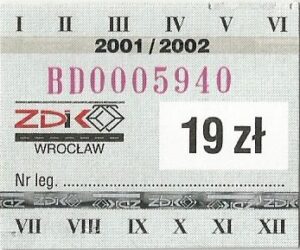 I II III IV V VI
2001/2002
BD0005940
ZDiK
WROCŁAW
19 zł
Nr leg.
VII VIII IX X XI XII